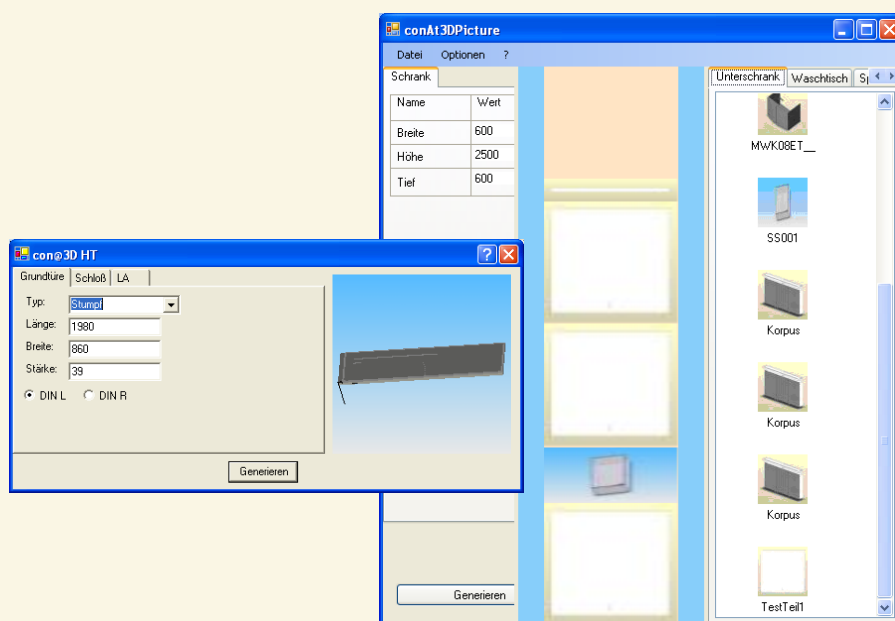 conAt3DPicture
Datei Optionen ?
Schrank
Name Wert
Breite 600
Höhe 2500
Tief 600
Generieren
Unterschrank Waschtisch
MWK08ET__
SS001
Korpus
Korpus
Korpus
TestTeil1
con@3D HT
Grundtüre Schloß LA
Typ: Stumpf
Länge: 1980
Breite: 860
Stärke: 39
DIN L DIN R
Generieren